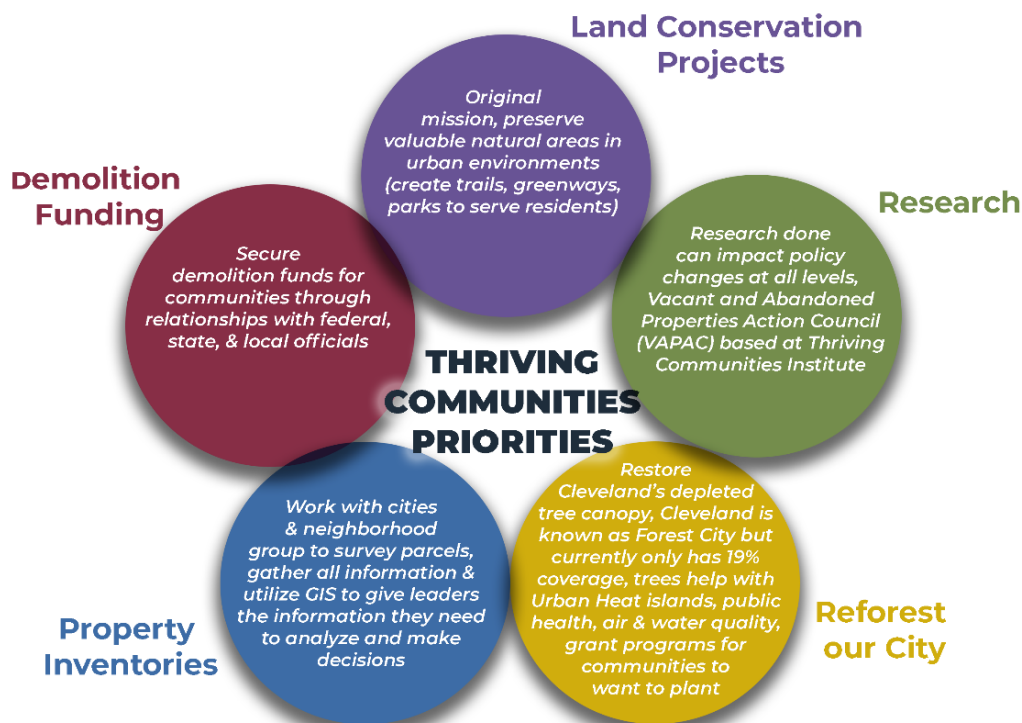 Land Conservation
Projects
Original
mission, preserve
valuable natural areas in
urban environments
(create trails, greenways,
parks to serve residents)
Demolition
Funding
Secure
demolition funds for
communities through
relationships with federal,
state, & local officials
Research
Research done
can impact policy
changes at all levels,
Vacant and Abandoned
Properties Action Council
(VAPAC) based at Thriving
Communities Institute
THRIVING
COMMUNITIES
PRIORITIES
Property
Inventories
Work with cities
& neighborhood
group to survey parcels,
gather all information &
utilize GIS to give leaders
the information they need
to analyze and make
decisions
Restore
Cleveland's depleted
tree canopy, Cleveland is
known as Forest City but
currently only has 19%
coverage, trees help with
Urban Heat islands, public
health, air & water quality,
grant programs for
communities to
want to plant
Reforest
our City